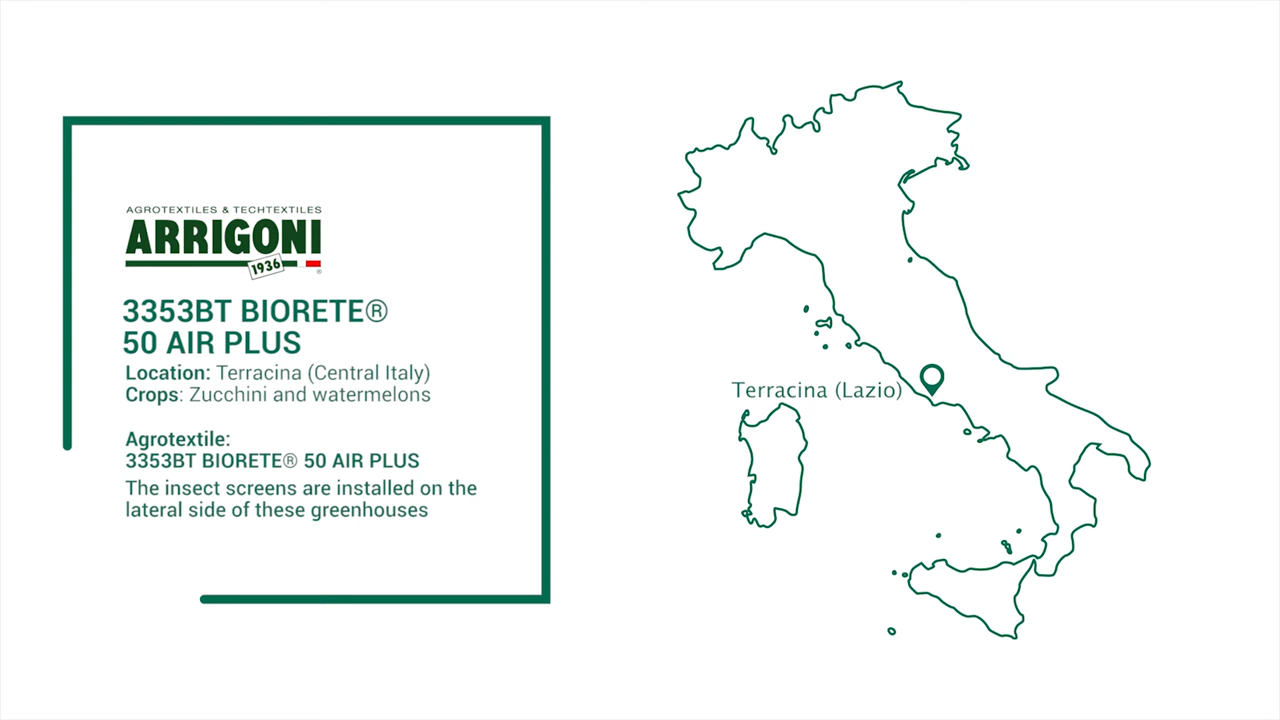 AGROTEXTILES & TECHTEXTILES
ARRIGONI
1936
®
3353BT BIORETE®
50 AIR PLUS
Location: Terracina (Central Italy)
Crops: Zucchini and watermelons
Agrotextile:
3353BT BIORETE® 50 AIR PLUS
The insect screens are installed on the
lateral side of these greenhouses
Terracina (Lazio)